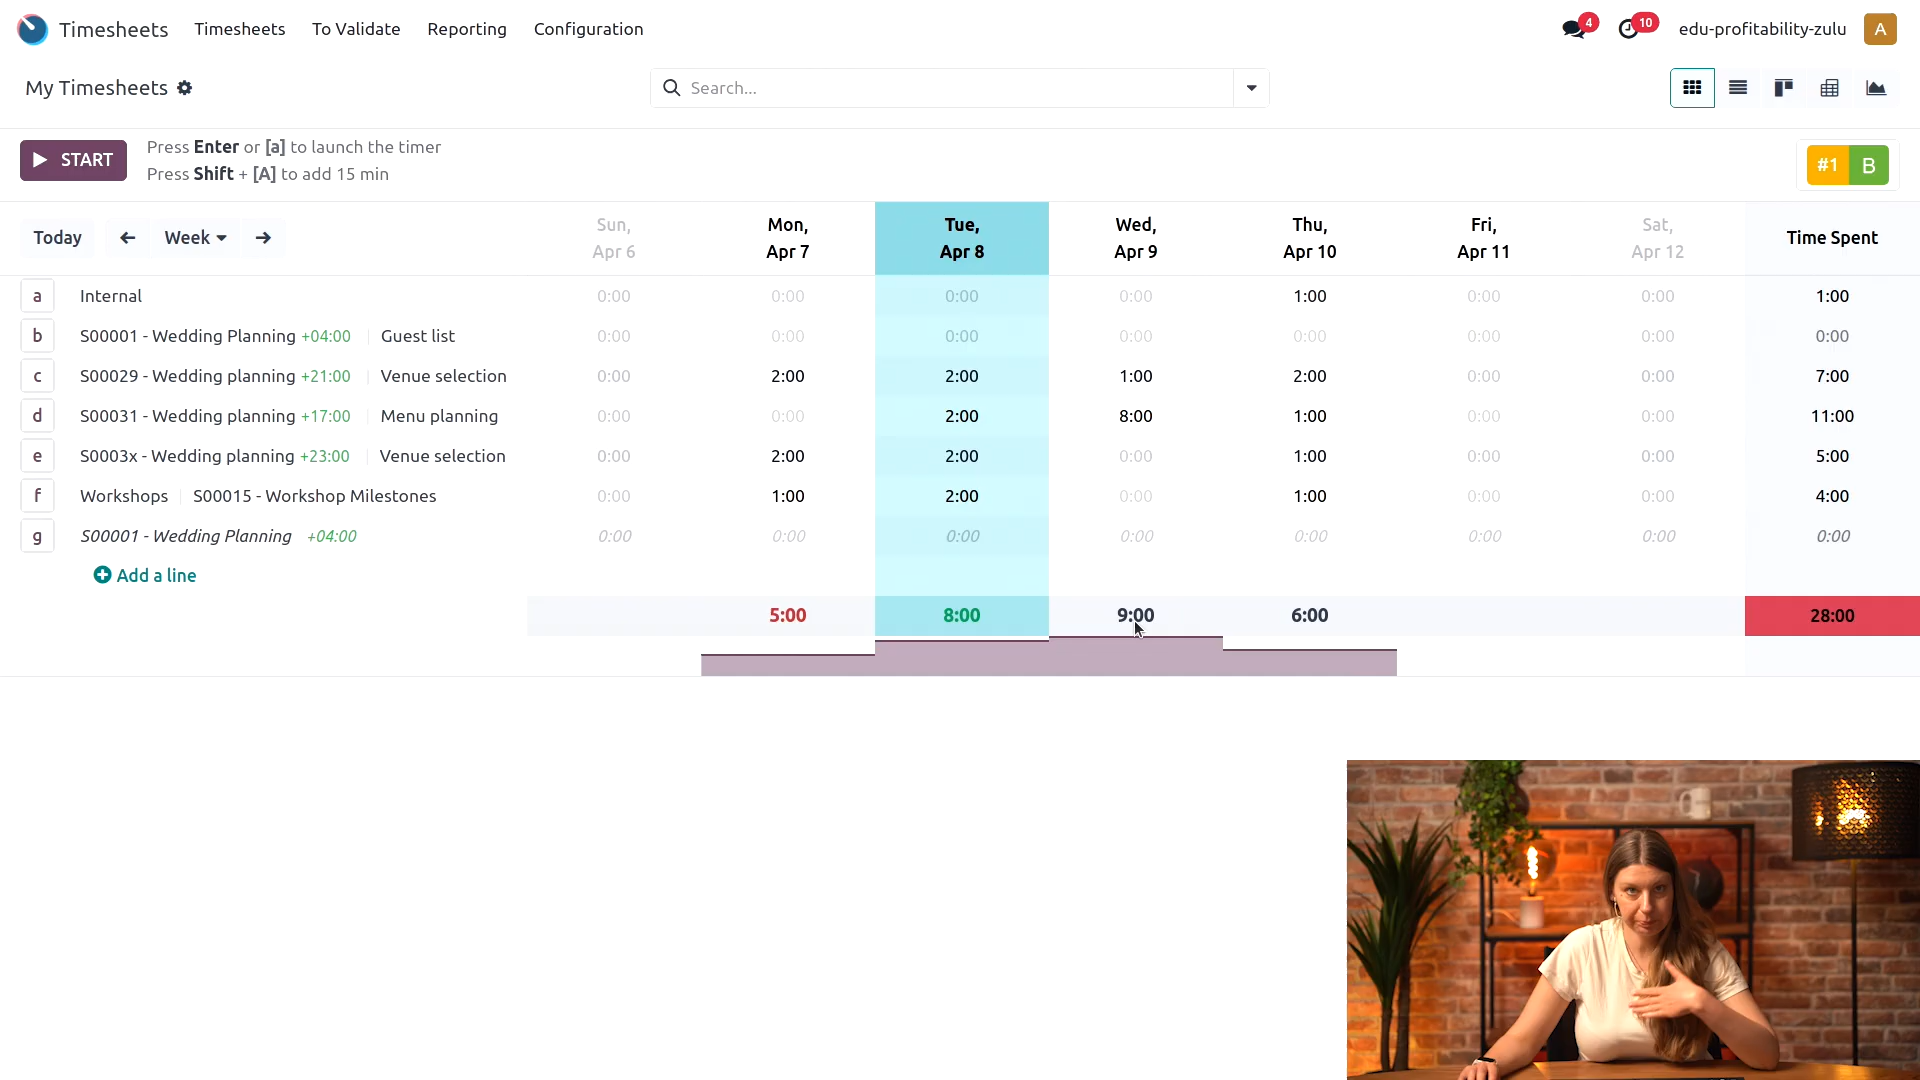 Timesheets Timesheets To Validate Reporting Configuration 4 10 edu-profitability-zulu A
My Timesheets Search...
START
Press Enter or [a] to launch the timer
Press Shift + [A] to add 15 min
#1 B
Today Week
Sun, Apr 6
Mon, Apr 7
Tue, Apr 8
Wed, Apr 9
Thu, Apr 10
Fri, Apr 11
Sat, Apr 12
Time Spent
a Internal 0:00 0:00 0:00 0:00 1:00 0:00 0:00 1:00
b S00001 - Wedding Planning +04:00 Guest list 0:00 0:00 0:00 0:00 0:00 0:00 0:00 0:00
c S00029 - Wedding planning +21:00 Venue selection 0:00 2:00 2:00 1:00 2:00 0:00 0:00 7:00
d S00031 - Wedding planning +17:00 Menu planning 0:00 0:00 2:00 8:00 1:00 0:00 0:00 11:00
e S0003x - Wedding planning +23:00 Venue selection 0:00 2:00 2:00 0:00 1:00 0:00 0:00 5:00
f Workshops S00015 - Workshop Milestones 0:00 1:00 2:00 0:00 1:00 0:00 0:00 4:00
g S00001 - Wedding Planning +04:00 0:00 0:00 0:00 0:00 0:00 0:00 0:00 0:00
Add a line
5:00 8:00 9:00 6:00 28:00